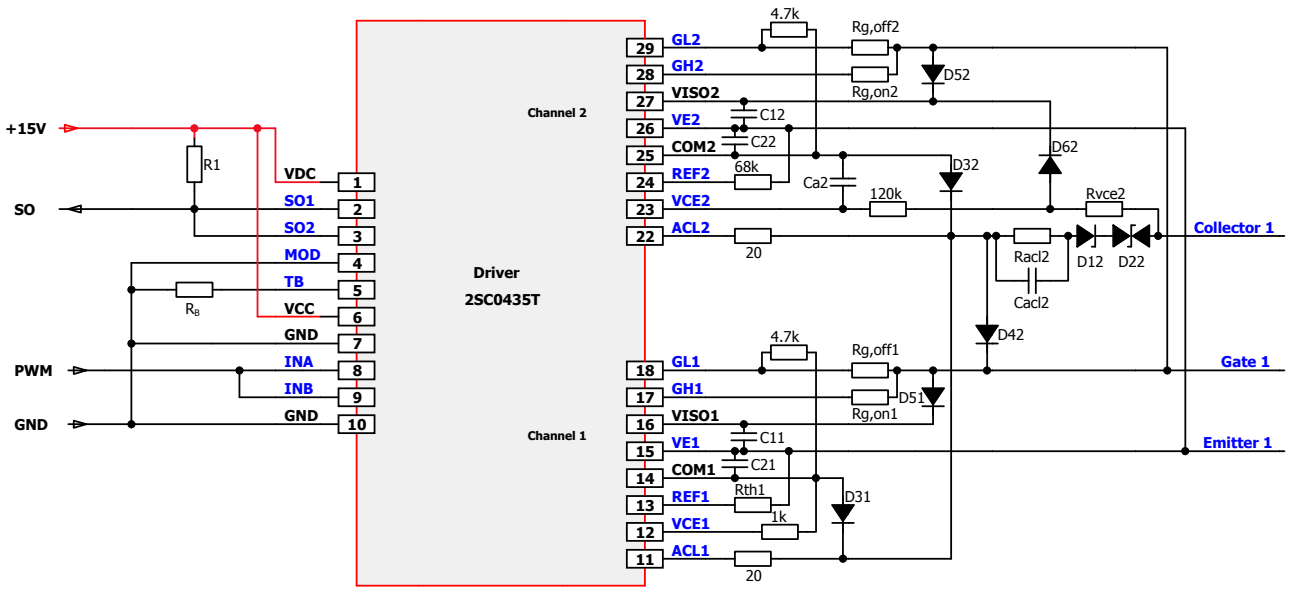 4.7k
Rg,off2
29 GL2
28 GH2
D52
Rg,on2
27 VISO2
Channel 2
C12
+15V
26 VE2
C22
25 COM2
D62
R1
68k
D32
VDC 1
24 REF2
Ca2
120k
Rvce2
SO
SO1 2
23 VCE2
SO2 3
22 ACL2
Collector 1
MOD 4
20
Racl2
D12
D22
Driver
TB 5
2SC0435T
Cacl2
RB
VCC 6
GND 7
4.7k
D42
Rg,off1
PWM
INA 8
18 GL1
Gate 1
INB 9
17 GH1
D51
Rg,on1
GND
GND 10
16 VISO1
Channel 1
C11
15 VE1
Emitter 1
C21
14 COM1
Rth1
D31
13 REF1
1k
12 VCE1
11 ACL1
20